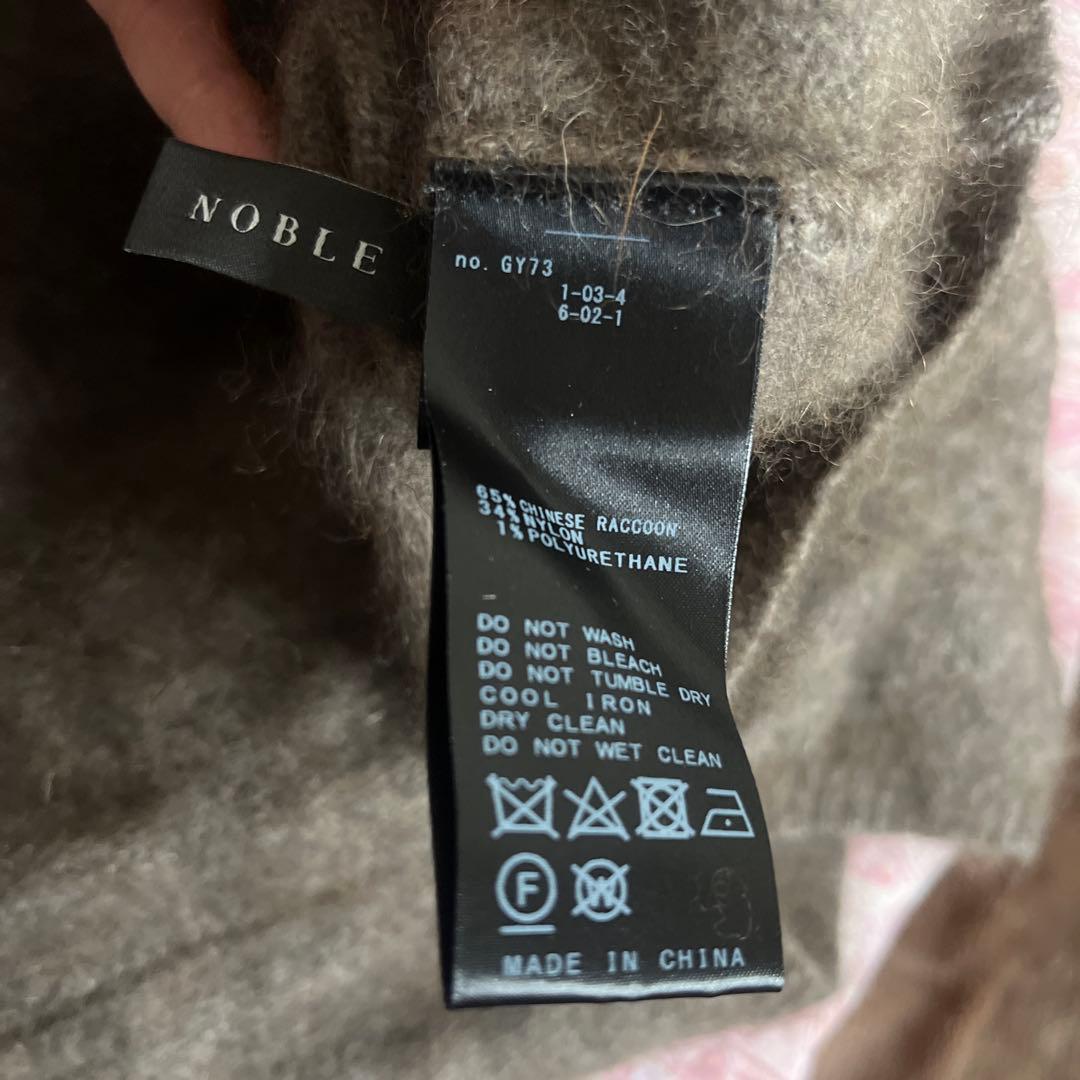 NOBLE
no. GY73
1-03-4
6-02-1
65% CHINESE RACCOON
34% NYLON
1% POLYURETHANE
DO NOT WASH
DO NOT BLEACH
DO NOT TUMBLE DRY
COOL IRON
DRY CLEAN
DO NOT WET CLEAN
F W
MADE IN CHINA